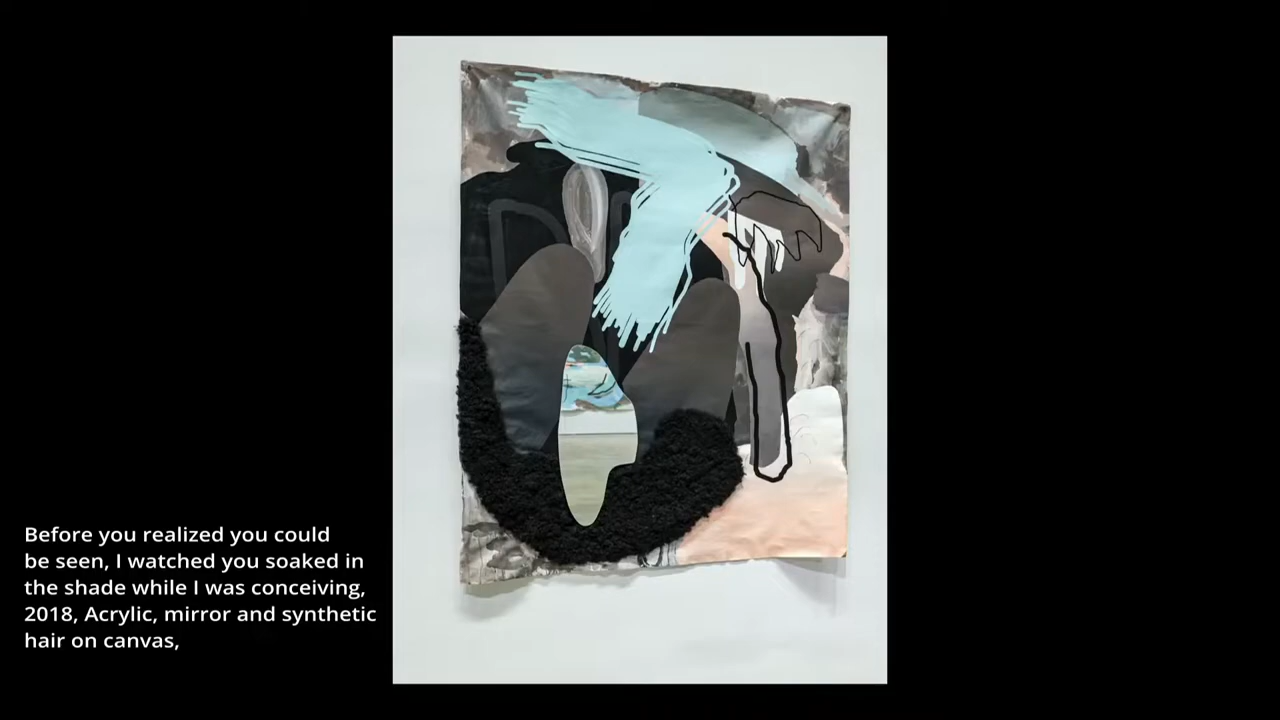 Before you realized you could
be seen, I watched you soaked in
the shade while I was conceiving,
2018, Acrylic, mirror and synthetic
hair on canvas,